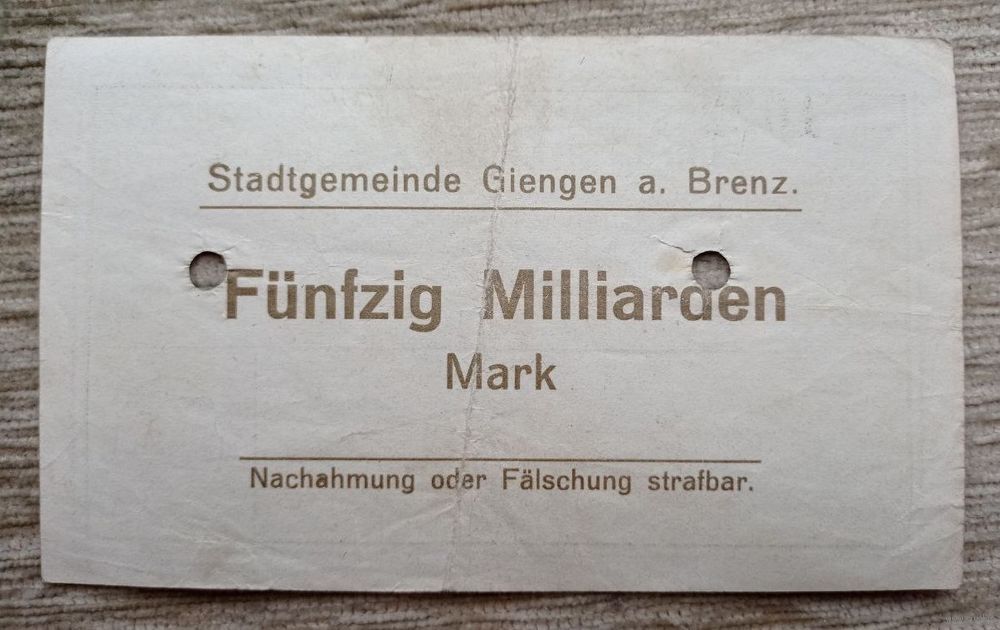 Stadtgemeinde Giengen a. Brenz.
Fünfzig Milliarden
Mark
Nachahmung oder Fälschung strafbar.